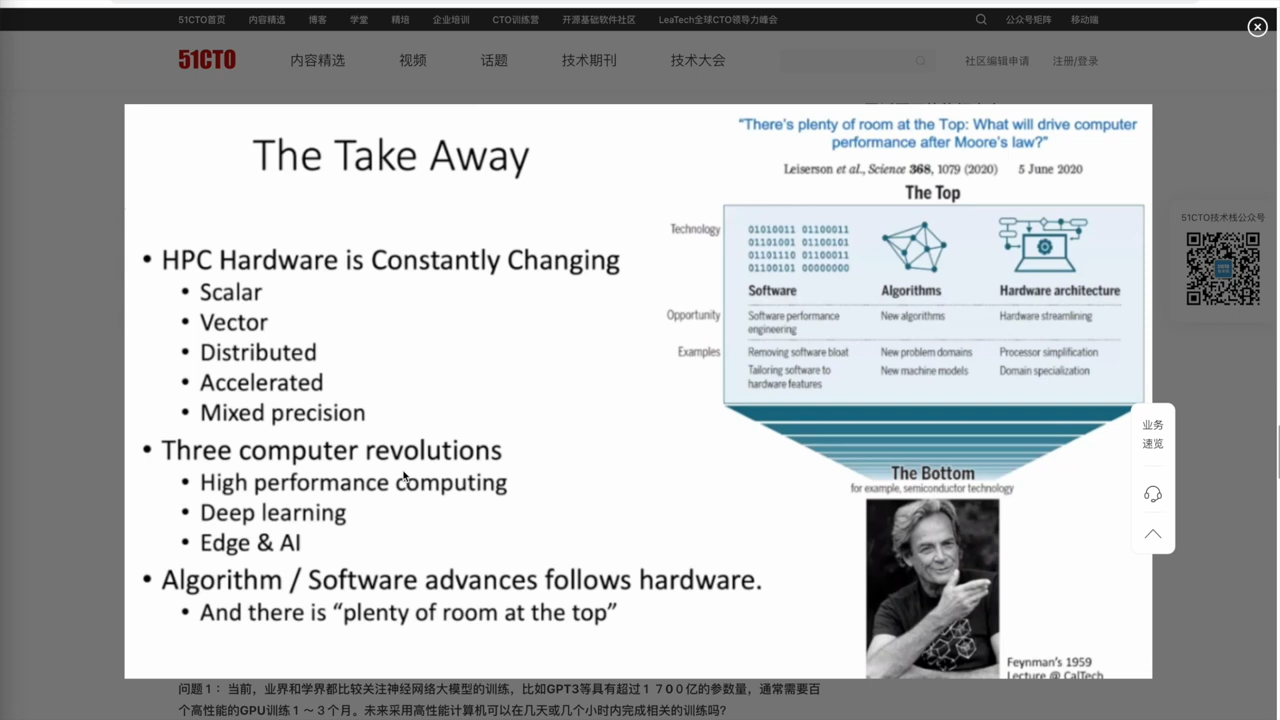 51CTO首页 内容精选 博客 学堂 精培 企业培训 CTO训练营 开源基础软件社区 LeaTech全球CTO领导力峰会 公众号矩阵 移动端
51CTO 内容精选 视频 话题 技术期刊 技术大会 社区编辑申请 注册/登录
The Take Away
• HPC Hardware is Constantly Changing
• Scalar
• Vector
• Distributed
• Accelerated
• Mixed precision
• Three computer revolutions
• High performance computing
• Deep learning
• Edge & AI
• Algorithm / Software advances follows hardware.
• And there is “plenty of room at the top”
“There’s plenty of room at the Top: What will drive computer
performance after Moore’s law?”
Leiserson et al., Science 368, 1079 (2020) 5 June 2020
The Top
Technology
01010011 01100011
01101001 01100101
01101110 01100011
01100101 00000000
Software Algorithms Hardware architecture
Opportunity Software performance New algorithms Hardware streamlining
engineering
Examples Removing software bloat New problem domains Processor simplification
Tailoring software to New machine models Domain specialization
hardware features
The Bottom
for example, semiconductor technology
Feynman’s 1959
Lecture @ CalTech
51CTO技术栈公众号
业务
速览
问题1：当前，业界和学界都比较关注神经网络大模型的训练，比如GPT3等具有超过１７００亿的参数量，通常需要百
个高性能的GPU训练１～３个月。未来采用高性能计算机可以在几天或几个小时内完成相关的训练吗？